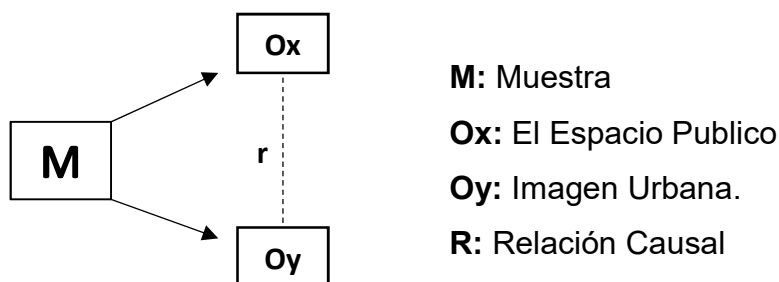 Ox
M
r
Oy
M: Muestra
Ox: El Espacio Publico
Oy: Imagen Urbana.
R: Relación Causal